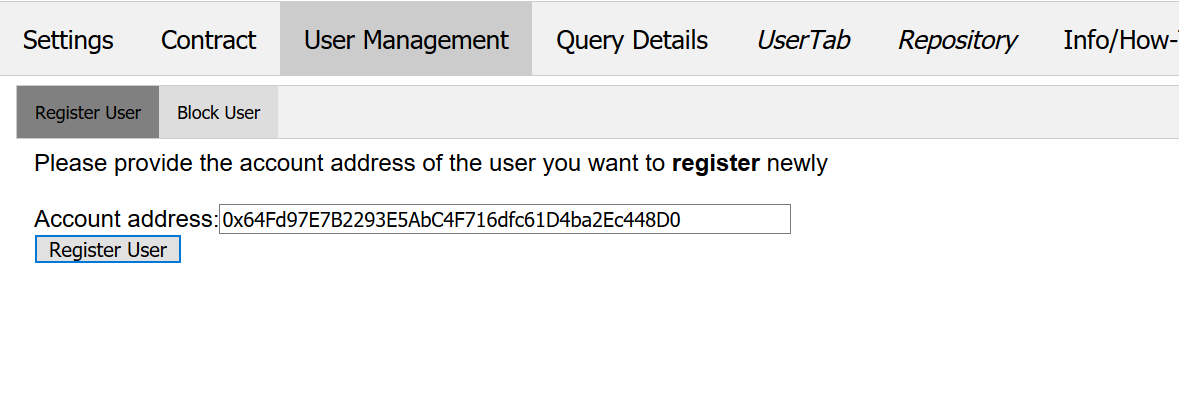 Settings Contract User Management Query Details UserTab Repository Info/How-
Register User Block User
Please provide the account address of the user you want to register newly
Account address: 0x64Fd97E7B2293E5AbC4F716dfc61D4ba2Ec448D0
Register User